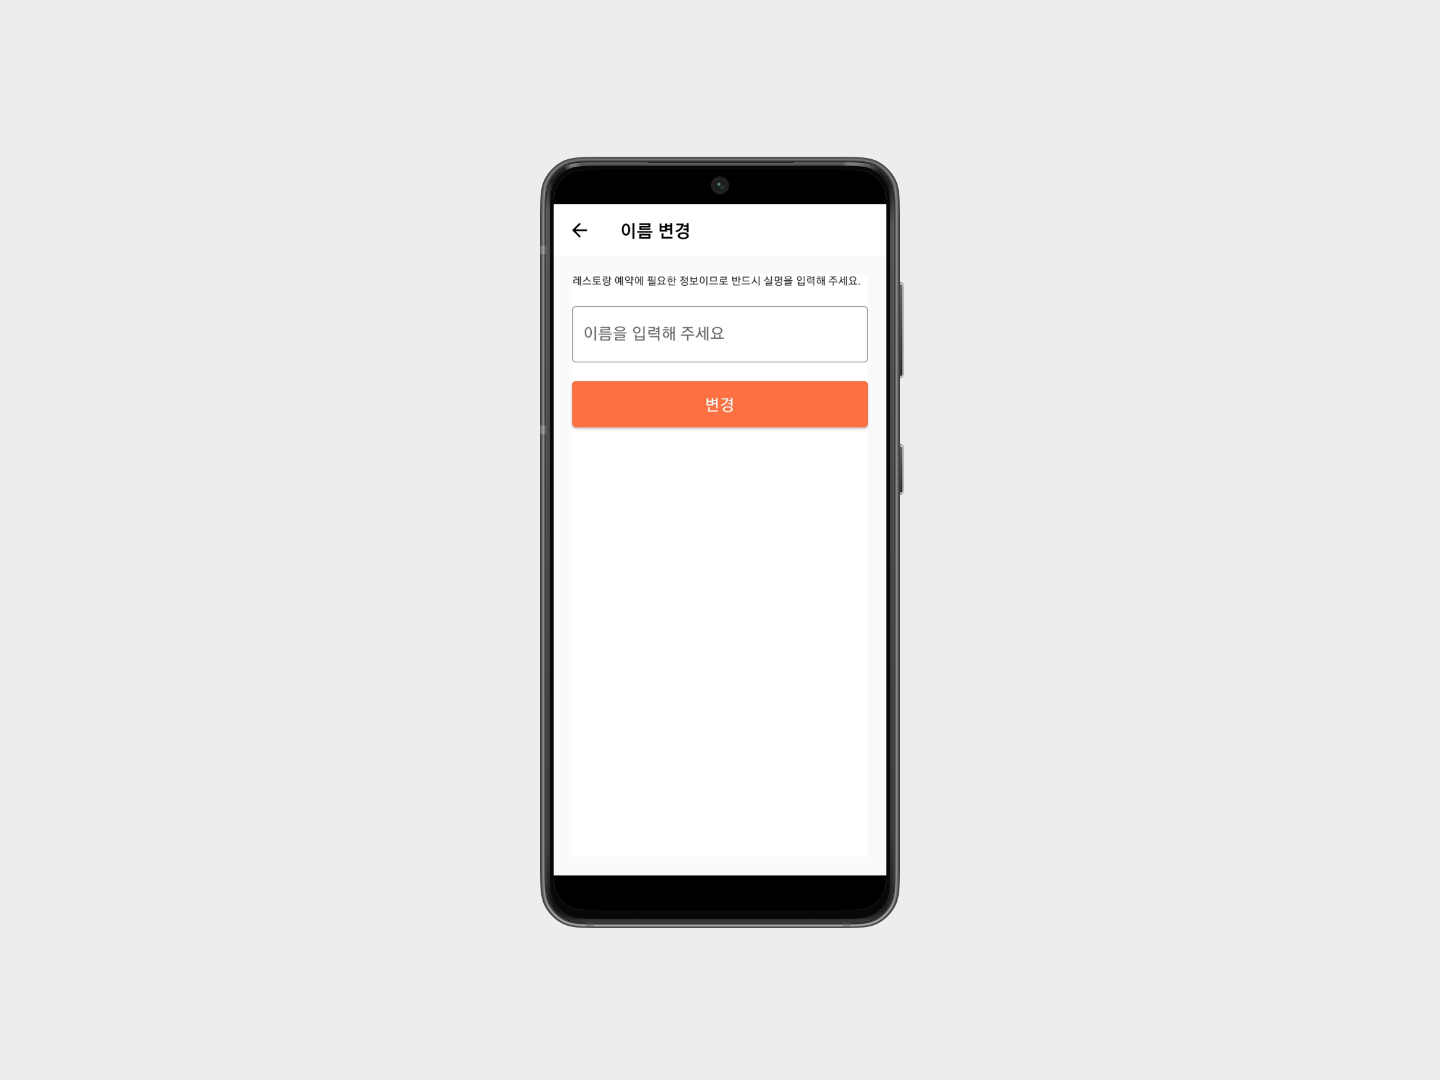 이름 변경
레스토랑 예약에 필요한 정보이므로 반드시 실명을 입력해 주세요.
이름을 입력해 주세요
변경